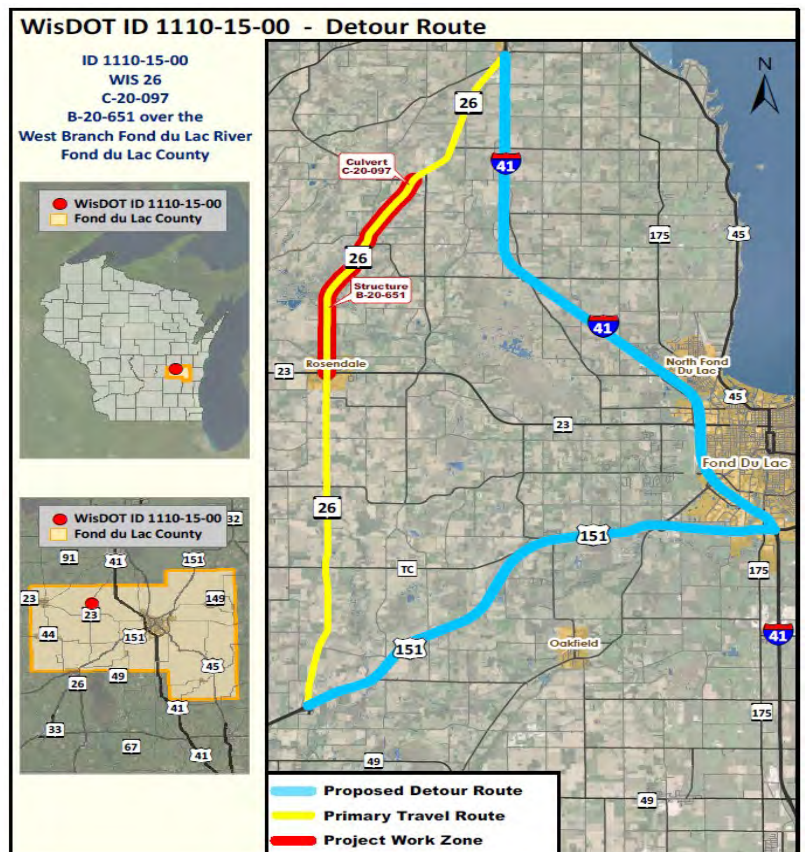 WisDOT ID 1110-15-00 - Detour Route
ID 1110-15-00
WIS 26
C-20-097
B-20-651 over the
West Branch Fond du Lac River
Fond du Lac County
WisDOT ID 1110-15-00
Fond du Lac County
WisDOT ID 1110-15-00
Fond du Lac County
32
91
41
151
23
23
149
44
151
45
26
49
41
33
67
41
N
26
41
Culvert
C-20-097
175
45
26
Structure
B-20-651
41
Rosendale
23
North Fond
Du Lac
45
23
Fond Du Lac
26
151
TC
175
151
Oakfield
41
175
49
49
Proposed Detour Route
Primary Travel Route
Project Work Zone